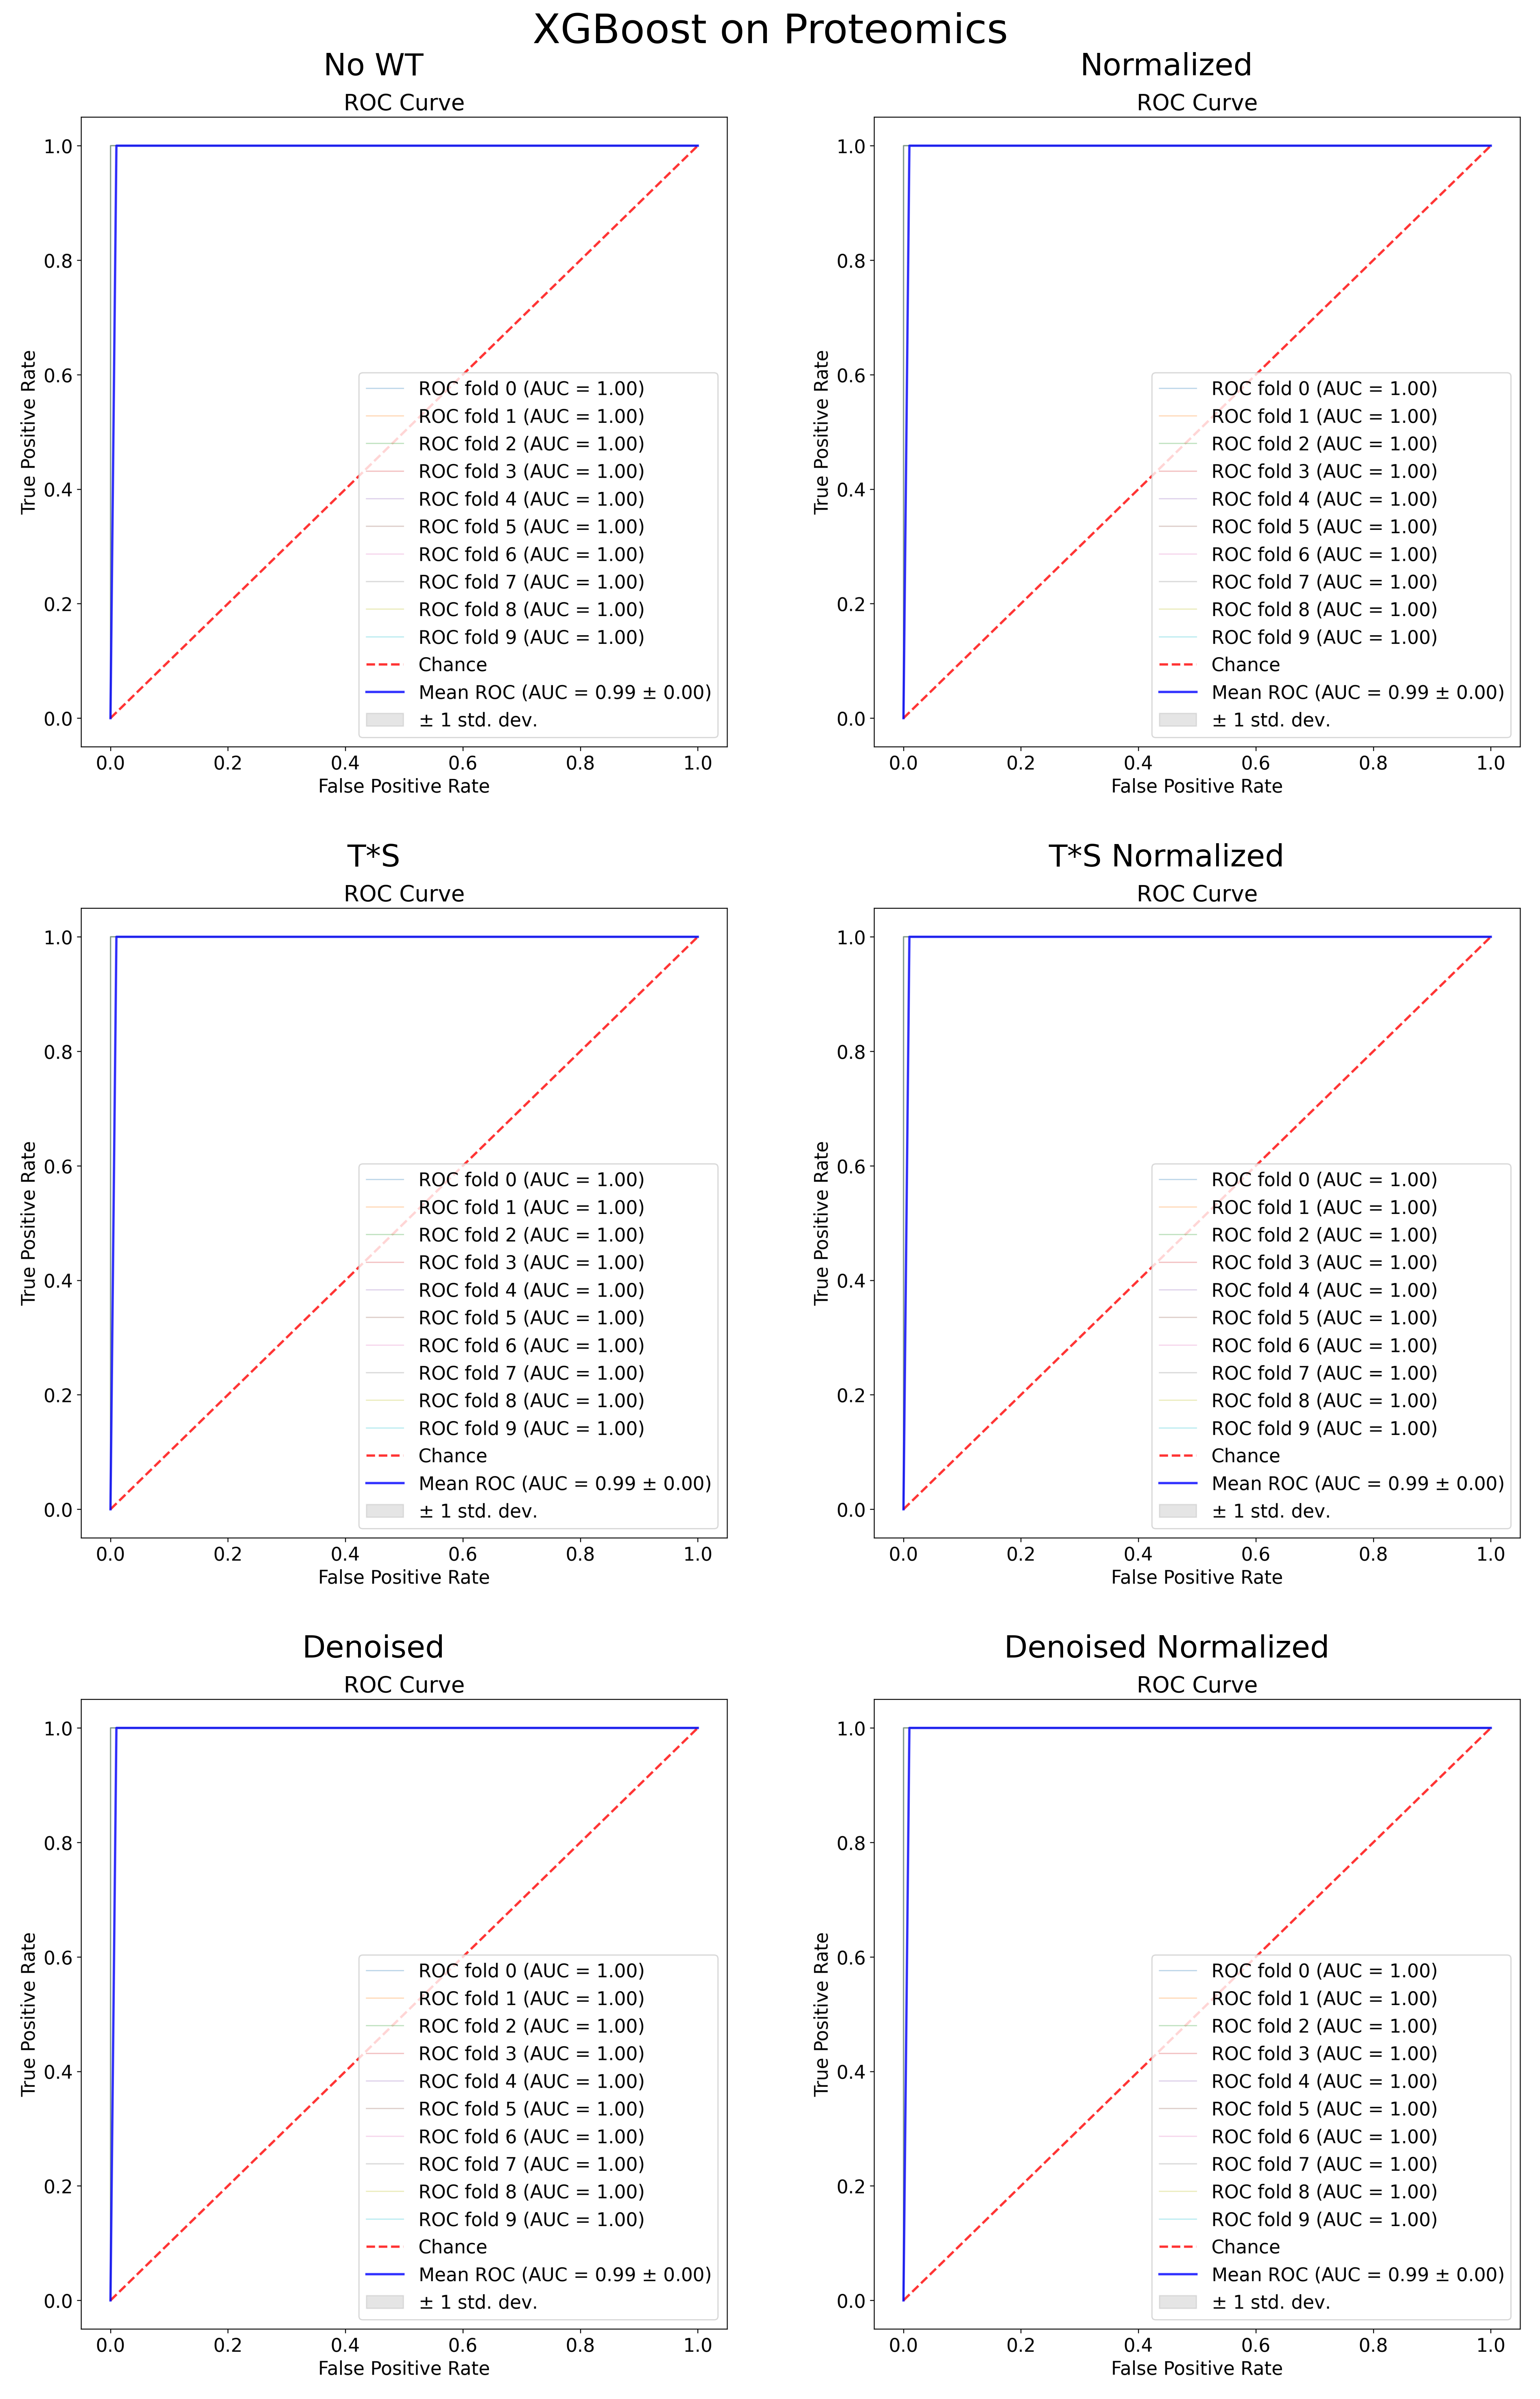 XGBoost on Proteomics
No WT
ROC Curve
1.0
0.8
0.6
0.4
0.2
0.0
True Positive Rate
ROC fold 0 (AUC = 1.00)
ROC fold 1 (AUC = 1.00)
ROC fold 2 (AUC = 1.00)
ROC fold 3 (AUC = 1.00)
ROC fold 4 (AUC = 1.00)
ROC fold 5 (AUC = 1.00)
ROC fold 6 (AUC = 1.00)
ROC fold 7 (AUC = 1.00)
ROC fold 8 (AUC = 1.00)
ROC fold 9 (AUC = 1.00)
Chance
Mean ROC (AUC = 0.99 ± 0.00)
± 1 std. dev.
0.0 0.2 0.4 0.6 0.8 1.0
False Positive Rate
Normalized
ROC Curve
1.0
0.8
0.6
0.4
0.2
0.0
True Positive Rate
ROC fold 0 (AUC = 1.00)
ROC fold 1 (AUC = 1.00)
ROC fold 2 (AUC = 1.00)
ROC fold 3 (AUC = 1.00)
ROC fold 4 (AUC = 1.00)
ROC fold 5 (AUC = 1.00)
ROC fold 6 (AUC = 1.00)
ROC fold 7 (AUC = 1.00)
ROC fold 8 (AUC = 1.00)
ROC fold 9 (AUC = 1.00)
Chance
Mean ROC (AUC = 0.99 ± 0.00)
± 1 std. dev.
0.0 0.2 0.4 0.6 0.8 1.0
False Positive Rate
T*S
ROC Curve
1.0
0.8
0.6
0.4
0.2
0.0
True Positive Rate
ROC fold 0 (AUC = 1.00)
ROC fold 1 (AUC = 1.00)
ROC fold 2 (AUC = 1.00)
ROC fold 3 (AUC = 1.00)
ROC fold 4 (AUC = 1.00)
ROC fold 5 (AUC = 1.00)
ROC fold 6 (AUC = 1.00)
ROC fold 7 (AUC = 1.00)
ROC fold 8 (AUC = 1.00)
ROC fold 9 (AUC = 1.00)
Chance
Mean ROC (AUC = 0.99 ± 0.00)
± 1 std. dev.
0.0 0.2 0.4 0.6 0.8 1.0
False Positive Rate
T*S Normalized
ROC Curve
1.0
0.8
0.6
0.4
0.2
0.0
True Positive Rate
ROC fold 0 (AUC = 1.00)
ROC fold 1 (AUC = 1.00)
ROC fold 2 (AUC = 1.00)
ROC fold 3 (AUC = 1.00)
ROC fold 4 (AUC = 1.00)
ROC fold 5 (AUC = 1.00)
ROC fold 6 (AUC = 1.00)
ROC fold 7 (AUC = 1.00)
ROC fold 8 (AUC = 1.00)
ROC fold 9 (AUC = 1.00)
Chance
Mean ROC (AUC = 0.99 ± 0.00)
± 1 std. dev.
0.0 0.2 0.4 0.6 0.8 1.0
False Positive Rate
Denoised
ROC Curve
1.0
0.8
0.6
0.4
0.2
0.0
True Positive Rate
ROC fold 0 (AUC = 1.00)
ROC fold 1 (AUC = 1.00)
ROC fold 2 (AUC = 1.00)
ROC fold 3 (AUC = 1.00)
ROC fold 4 (AUC = 1.00)
ROC fold 5 (AUC = 1.00)
ROC fold 6 (AUC = 1.00)
ROC fold 7 (AUC = 1.00)
ROC fold 8 (AUC = 1.00)
ROC fold 9 (AUC = 1.00)
Chance
Mean ROC (AUC = 0.99 ± 0.00)
± 1 std. dev.
0.0 0.2 0.4 0.6 0.8 1.0
False Positive Rate
Denoised Normalized
ROC Curve
1.0
0.8
0.6
0.4
0.2
0.0
True Positive Rate
ROC fold 0 (AUC = 1.00)
ROC fold 1 (AUC = 1.00)
ROC fold 2 (AUC = 1.00)
ROC fold 3 (AUC = 1.00)
ROC fold 4 (AUC = 1.00)
ROC fold 5 (AUC = 1.00)
ROC fold 6 (AUC = 1.00)
ROC fold 7 (AUC = 1.00)
ROC fold 8 (AUC = 1.00)
ROC fold 9 (AUC = 1.00)
Chance
Mean ROC (AUC = 0.99 ± 0.00)
± 1 std. dev.
0.0 0.2 0.4 0.6 0.8 1.0
False Positive Rate